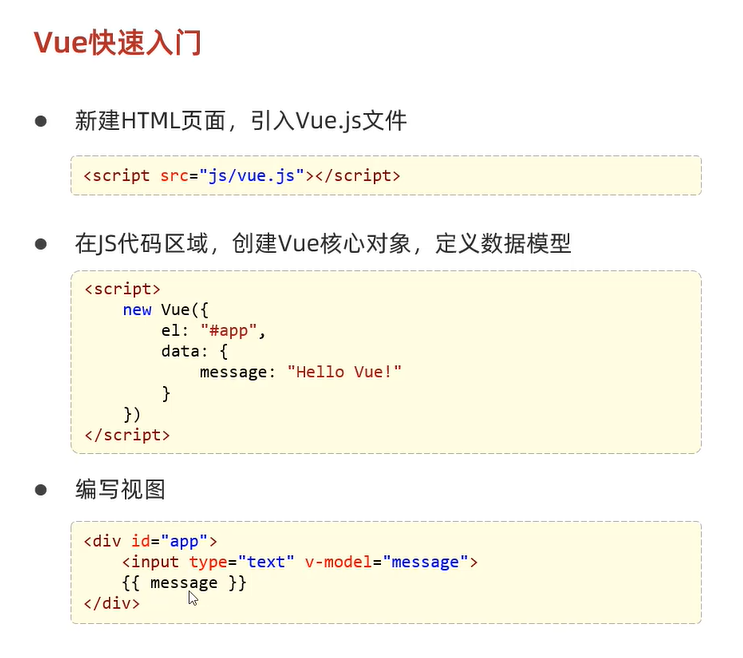 Vue快速入门
● 新建HTML页面，引入Vue.js文件
<script src="js/vue.js"></script>
● 在JS代码区域，创建Vue核心对象，定义数据模型
<script>
    new Vue({
        el: "#app",
        data: {
            message: "Hello Vue!"
        }
    })
</script>
● 编写视图
<div id="app">
    <input type="text" v-model="message">
    {{ message }}
</div>